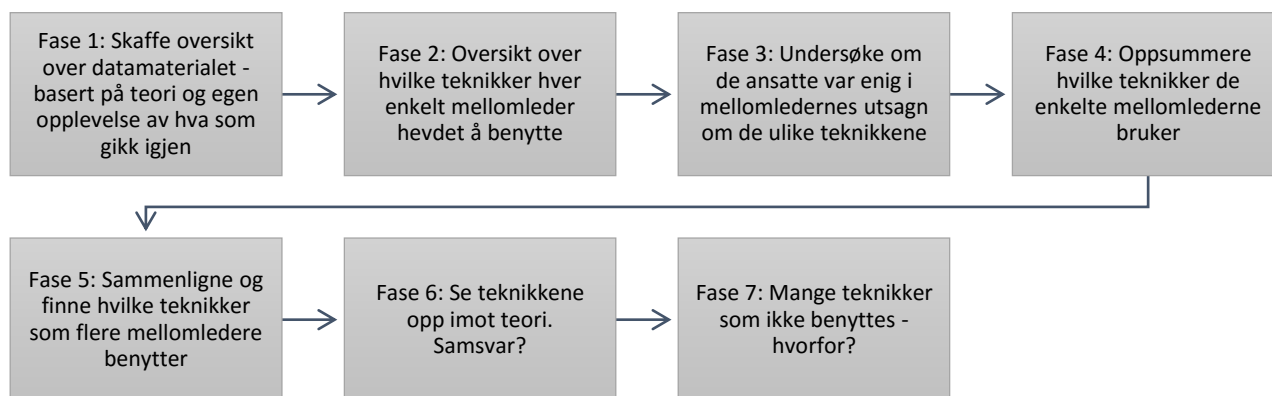 Fase 1: Skaffe oversikt
over datamaterialet -
basert på teori og egen
opplevelse av hva som
gikk igjen
Fase 2: Oversikt over
hvilke teknikker hver
enkelt mellomleder
hevdet å benytte
Fase 3: Undersøke om
de ansatte var enig i
mellomledernes utsagn
om de ulike teknikkene
Fase 4: Oppsummere
hvilke teknikker de
enkelte mellomlederne
bruker
Fase 5: Sammenligne og
finne hvilke teknikker
som flere mellomledere
benytter
Fase 6: Se teknikkene
opp imot teori.
Samsvar?
Fase 7: Mange teknikker
som ikke benyttes -
hvorfor?